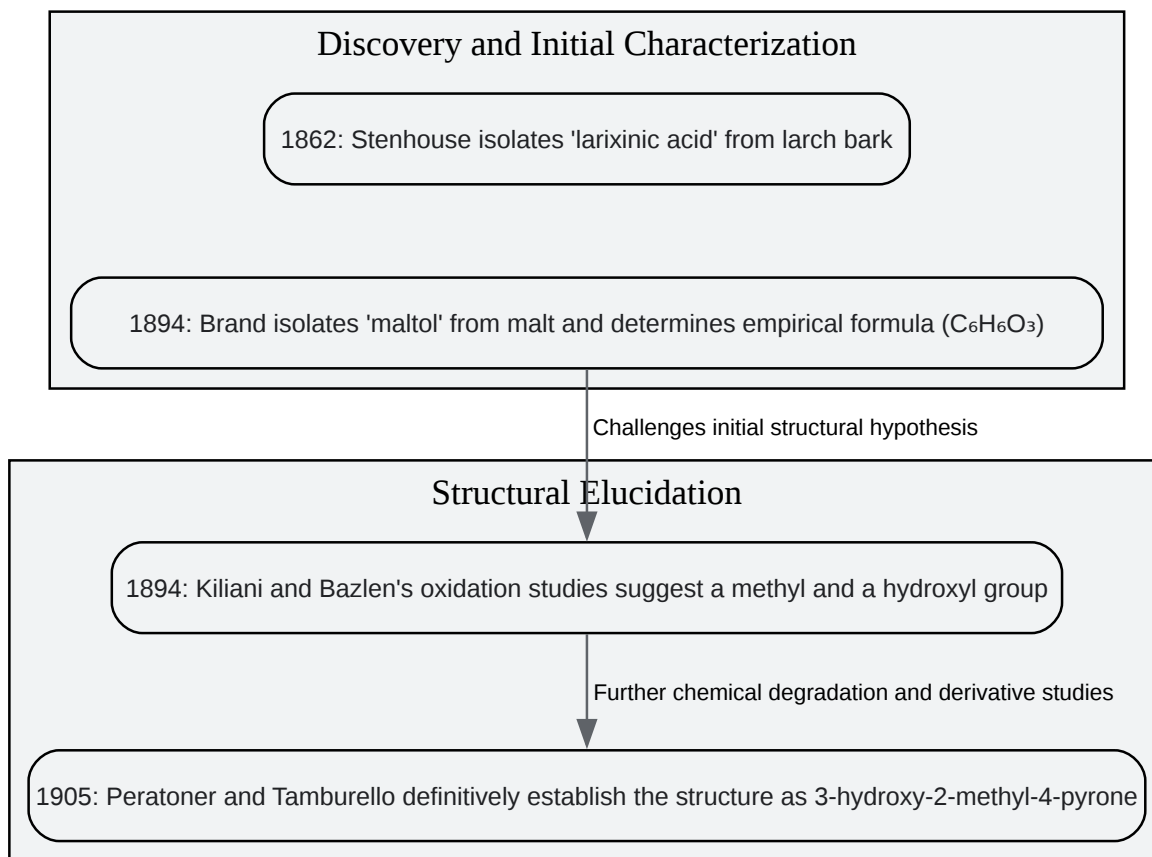 Discovery and Initial Characterization
1862: Stenhouse isolates 'larixinic acid' from larch bark
1894: Brand isolates 'maltol' from malt and determines empirical formula (C₆H₆O₃)
Challenges initial structural hypothesis
Structural Elucidation
1894: Kiliani and Bazlen's oxidation studies suggest a methyl and a hydroxyl group
Further chemical degradation and derivative studies
1905: Peratoner and Tamburello definitively establish the structure as 3-hydroxy-2-methyl-4-pyrone